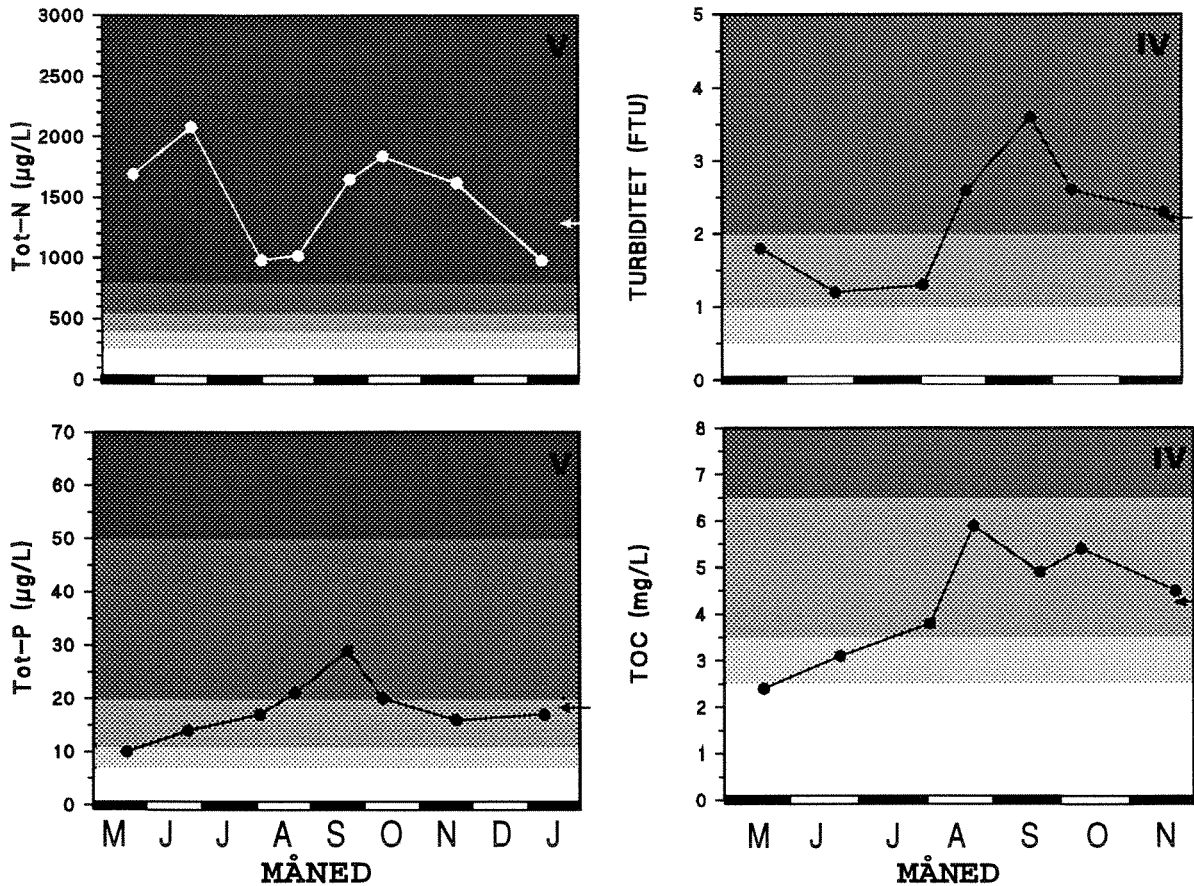 Tot-N (µg/L)
3000
2500
2000
1500
1000
500
0
V
TURBIDITET (FTU)
5
4
3
2
1
0
IV
Tot-P (µg/L)
70
60
50
40
30
20
10
0
V
M J J A S O N D J
MÅNED
TOC (mg/L)
8
7
6
5
4
3
2
1
0
IV
M J J A S O N
MÅNED